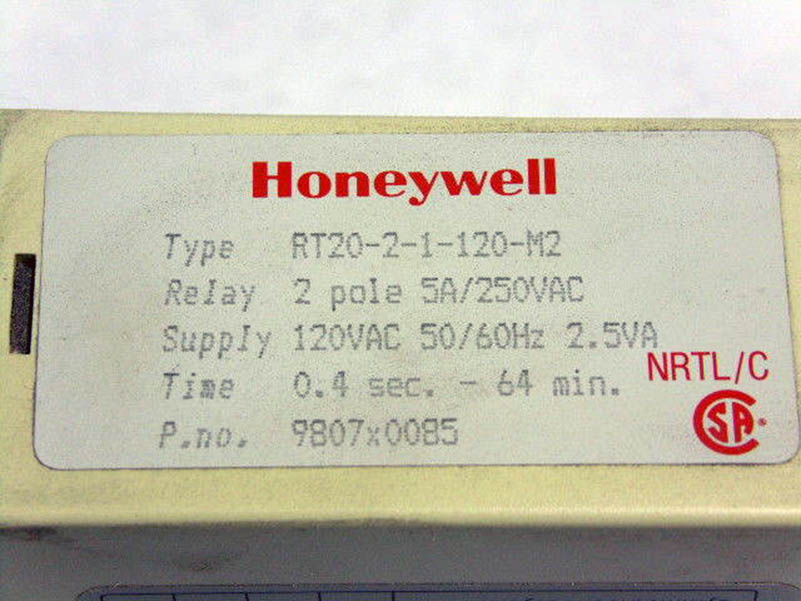 Honeywell
Type RT20-2-1-120-M2
Relay 2 pole 5A/250VAC
Supply 120VAC 50/60Hz 2.5VA
Time 0.4 sec. - 64 min.
P.no. 9807x0085
NRTL/C
SA®